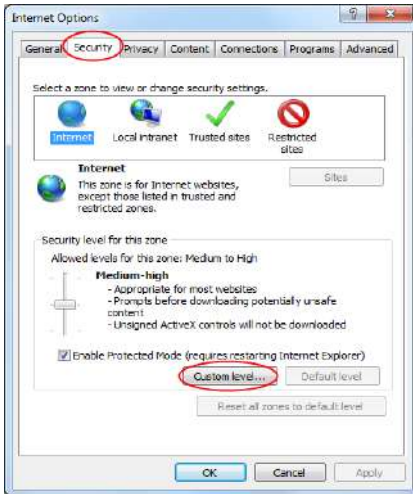 Internet Options
General Security Privacy Content Connections Programs Advanced
Select a zone to view or change security settings.
Internet Local intranet Trusted sites Restricted
sites
Internet
Sites
This zone is for Internet websites,
except those listed in trusted and
restricted zones.
Security level for this zone
Allowed levels for this zone: Medium to High
Medium-high
- Appropriate for most websites
- Prompts before downloading potentially unsafe
content
- Unsigned ActiveX controls will not be downloaded
Enable Protected Mode (requires restarting Internet Explorer)
Custom level... Default level
Reset all zones to default level
OK Cancel Apply